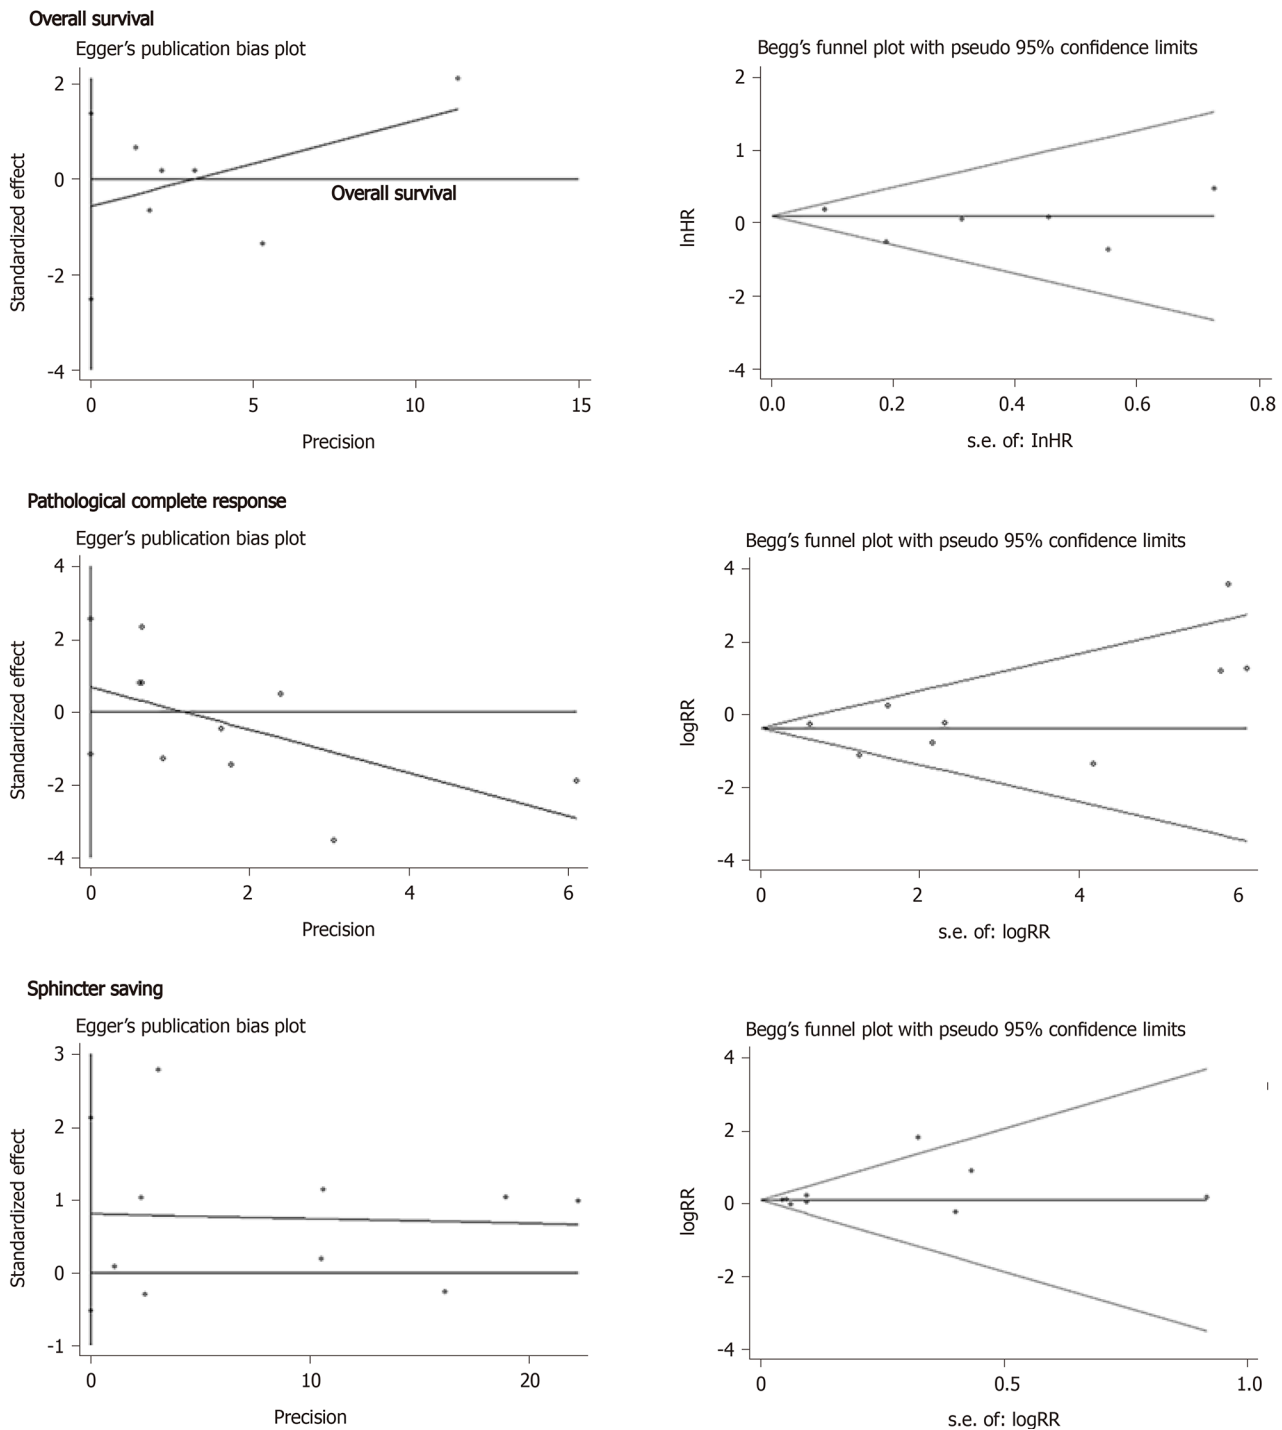 Overall survival
Egger's publication bias plot
Begg's funnel plot with pseudo 95% confidence limits
2
0
-2
-4
Standardized effect
Overall survival
0 5 10 15
Precision
2
1
0
-2
-4
lnHR
0.0 0.2 0.4 0.6 0.8
s.e. of: InHR
Pathological complete response
Egger's publication bias plot
Begg's funnel plot with pseudo 95% confidence limits
4
2
0
-2
-4
Standardized effect
0 2 4 6
Precision
4
2
0
-2
-4
logRR
0 2 4 6
s.e. of: logRR
Sphincter saving
Egger's publication bias plot
Begg's funnel plot with pseudo 95% confidence limits
3
2
1
0
-1
Standardized effect
0 10 20
Precision
4
2
0
-2
-4
logRR
0 0.5 1.0
s.e. of: logRR